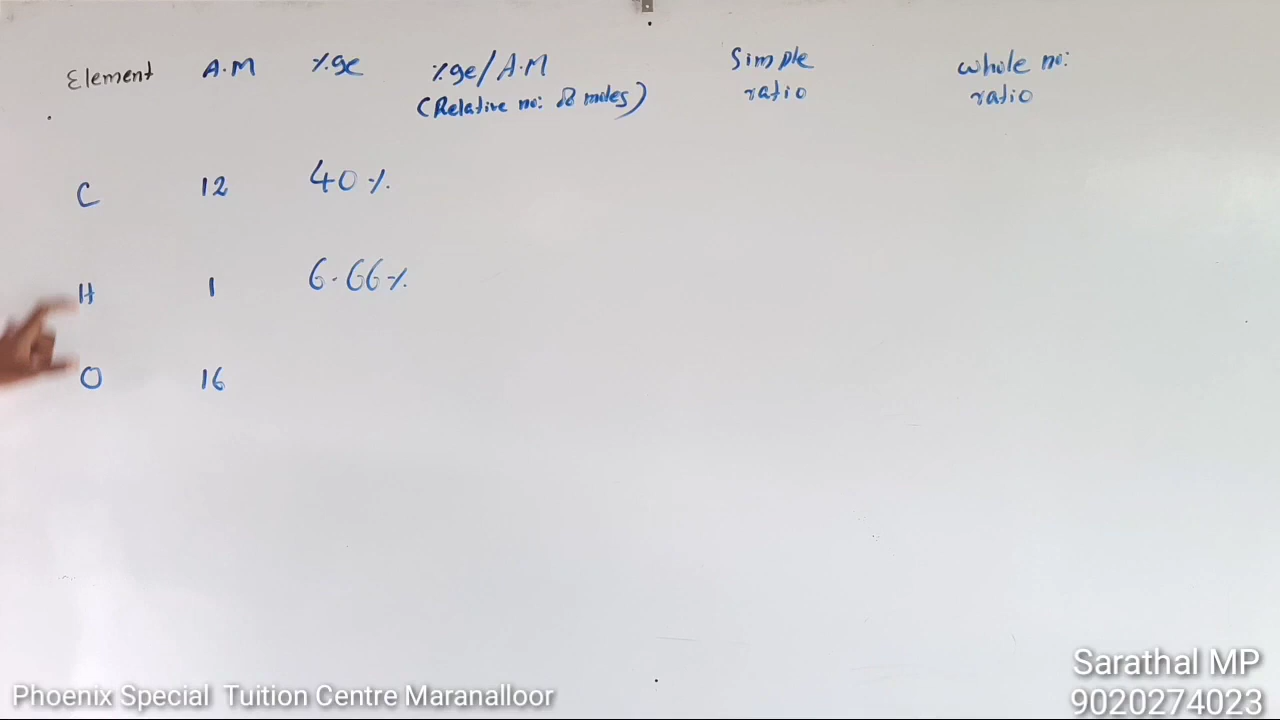 Element A.M %ge %ge/A.M Simple ratio whole no: ratio
(Relative no: of moles)
C 12 40%
H 1 6.66%
O 16
Sarathal MP
Phoenix Special Tuition Centre Maranalloor
9020274023